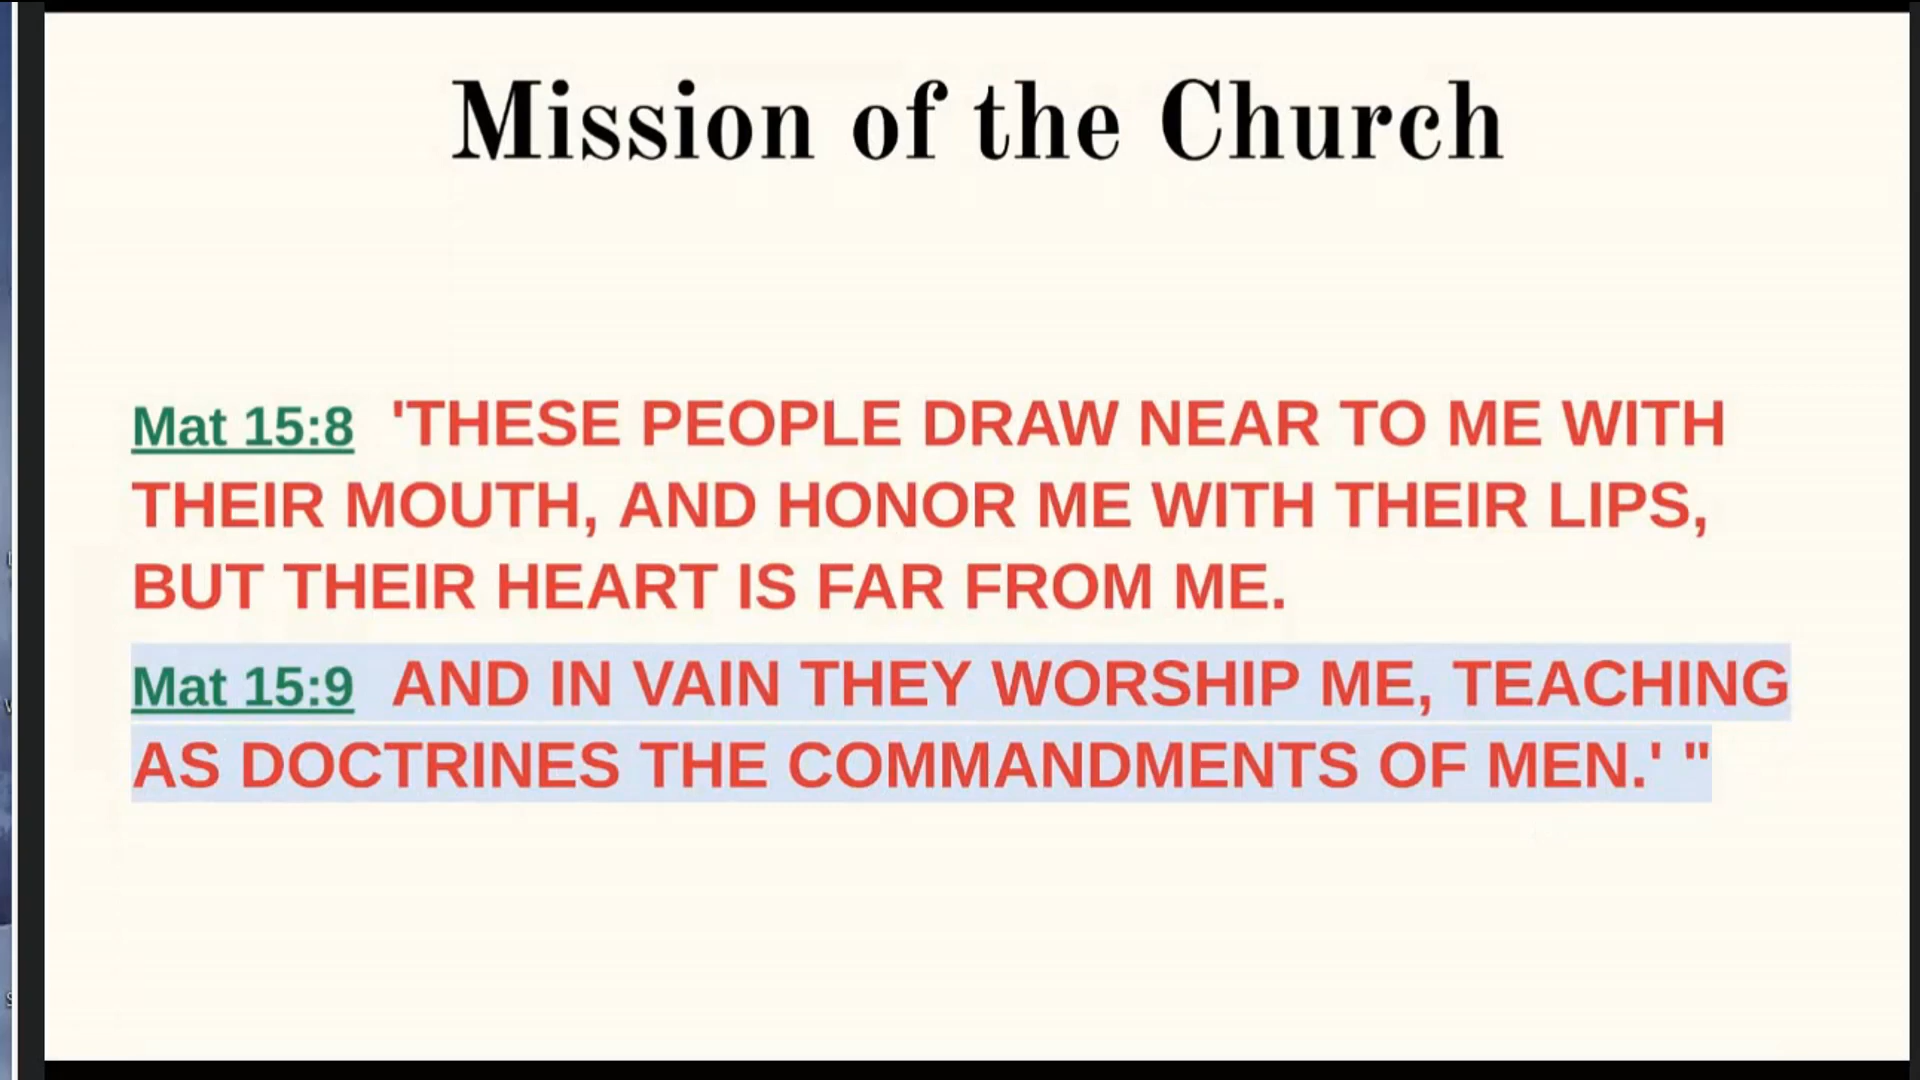 Mission of the Church
Mat 15:8 'THESE PEOPLE DRAW NEAR TO ME WITH
THEIR MOUTH, AND HONOR ME WITH THEIR LIPS,
BUT THEIR HEART IS FAR FROM ME.
Mat 15:9 AND IN VAIN THEY WORSHIP ME, TEACHING
AS DOCTRINES THE COMMANDMENTS OF MEN.' "